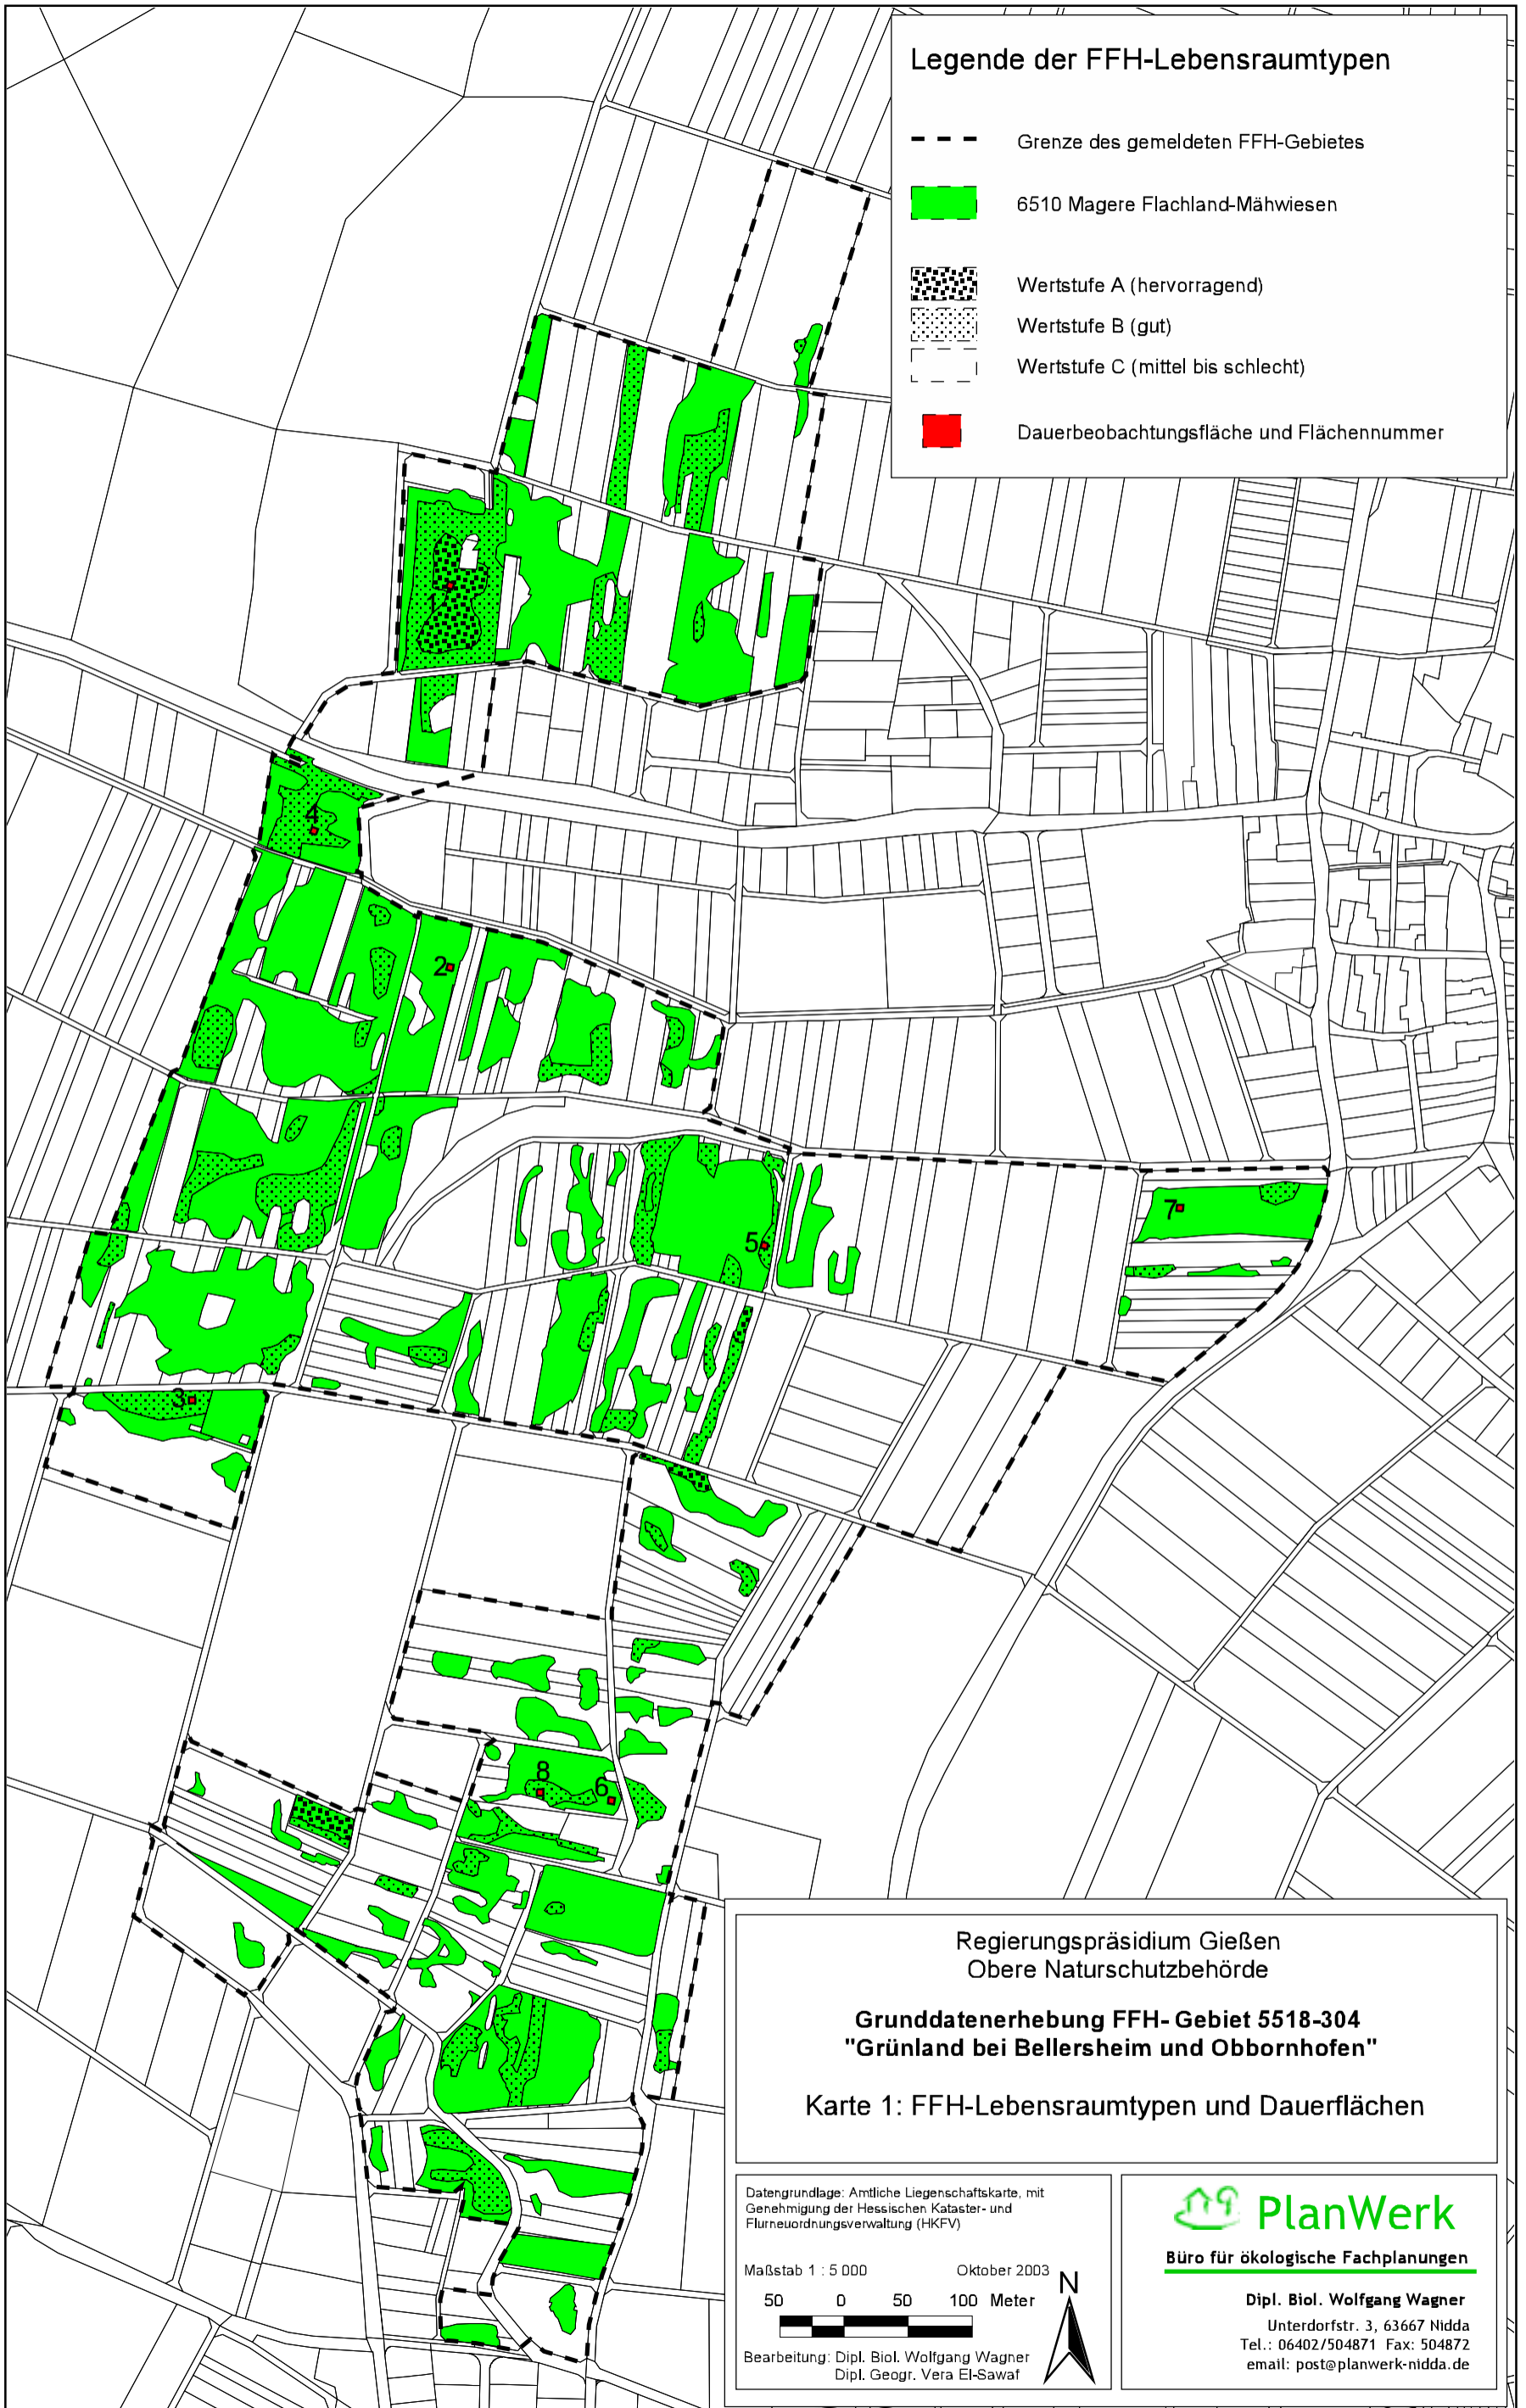 Legende der FFH-Lebensraumtypen
Grenze des gemeldeten FFH-Gebietes
6510 Magere Flachland-Mähwiesen
Wertstufe A (hervorragend)
Wertstufe B (gut)
Wertstufe C (mittel bis schlecht)
Dauerbeobachtungsfläche und Flächennummer
1
4
2
5
7
3
8
6
Regierungspräsidium Gießen
Obere Naturschutzbehörde
Grunddatenerhebung FFH- Gebiet 5518-304
"Grünland bei Bellersheim und Obbornhofen"
Karte 1: FFH-Lebensraumtypen und Dauerflächen
Datengrundlage: Amtliche Liegenschaftskarte, mit
Genehmigung der Hessischen Kataster- und
Flurneuordnungsverwaltung (HKFV)
Maßstab 1 : 5 000 Oktober 2003
50 0 50 100 Meter
N
Bearbeitung: Dipl. Biol. Wolfgang Wagner
Dipl. Geogr. Vera El-Sawaf
PlanWerk
Büro für ökologische Fachplanungen
Dipl. Biol. Wolfgang Wagner
Unterdorfstr. 3, 63667 Nidda
Tel.: 06402/504871 Fax: 504872
email: post@planwerk-nidda.de